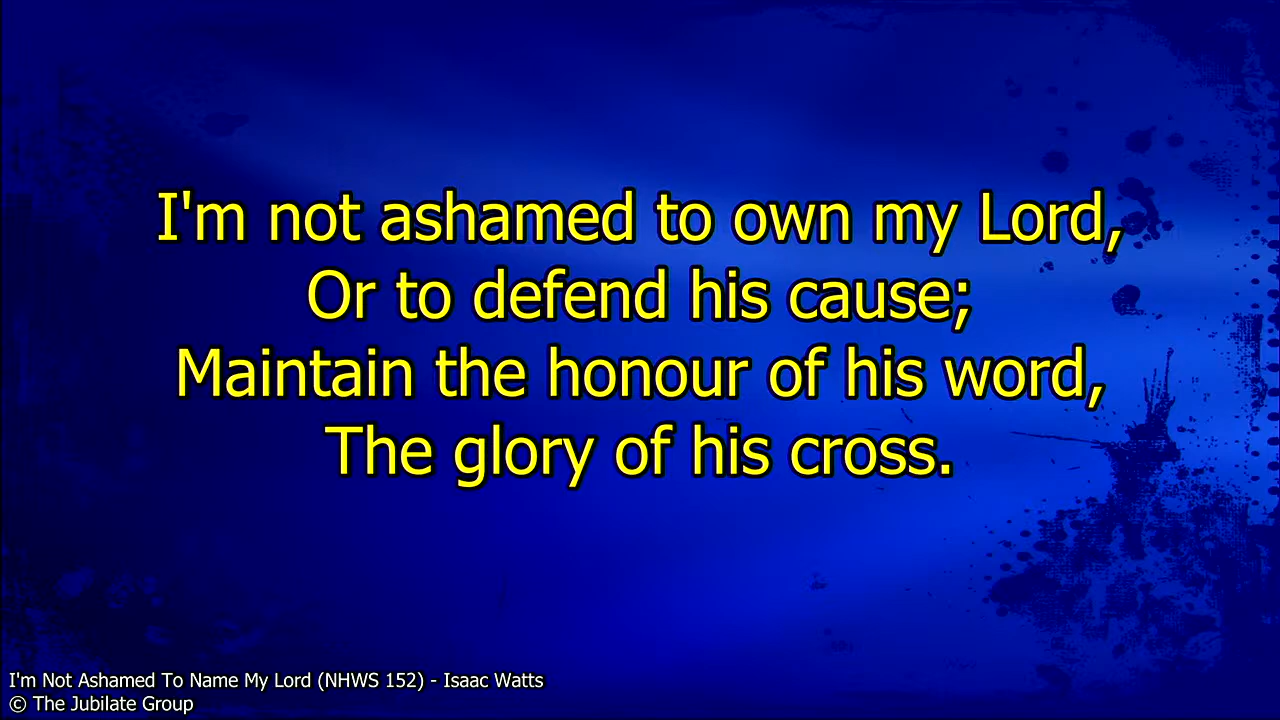 I'm not ashamed to own my Lord,
Or to defend his cause;
Maintain the honour of his word,
The glory of his cross.
I'm Not Ashamed To Name My Lord (NHWS 152) - Isaac Watts
© The Jubilate Group